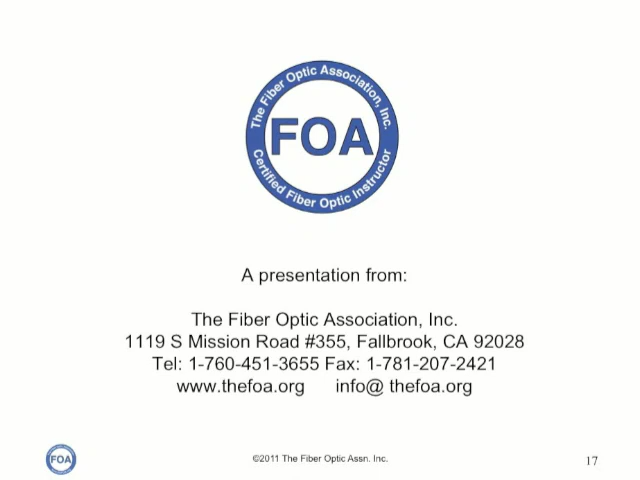 The Fiber Optic Association, Inc.
FOA
Certified Fiber Optic Instructor
A presentation from:
The Fiber Optic Association, Inc.
1119 S Mission Road #355, Fallbrook, CA 92028
Tel: 1-760-451-3655 Fax: 1-781-207-2421
www.thefoa.org info@ thefoa.org
FOA
©2011 The Fiber Optic Assn. Inc.
17